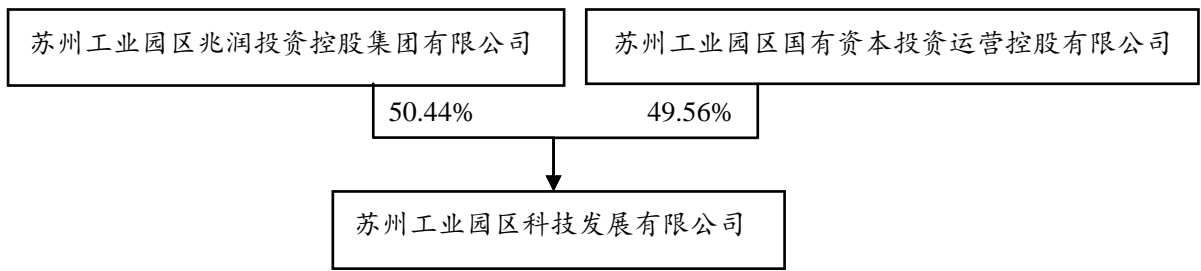 苏州工业园区兆润投资控股集团有限公司
苏州工业园区国有资本投资运营控股有限公司
50.44%
49.56%
苏州工业园区科技发展有限公司